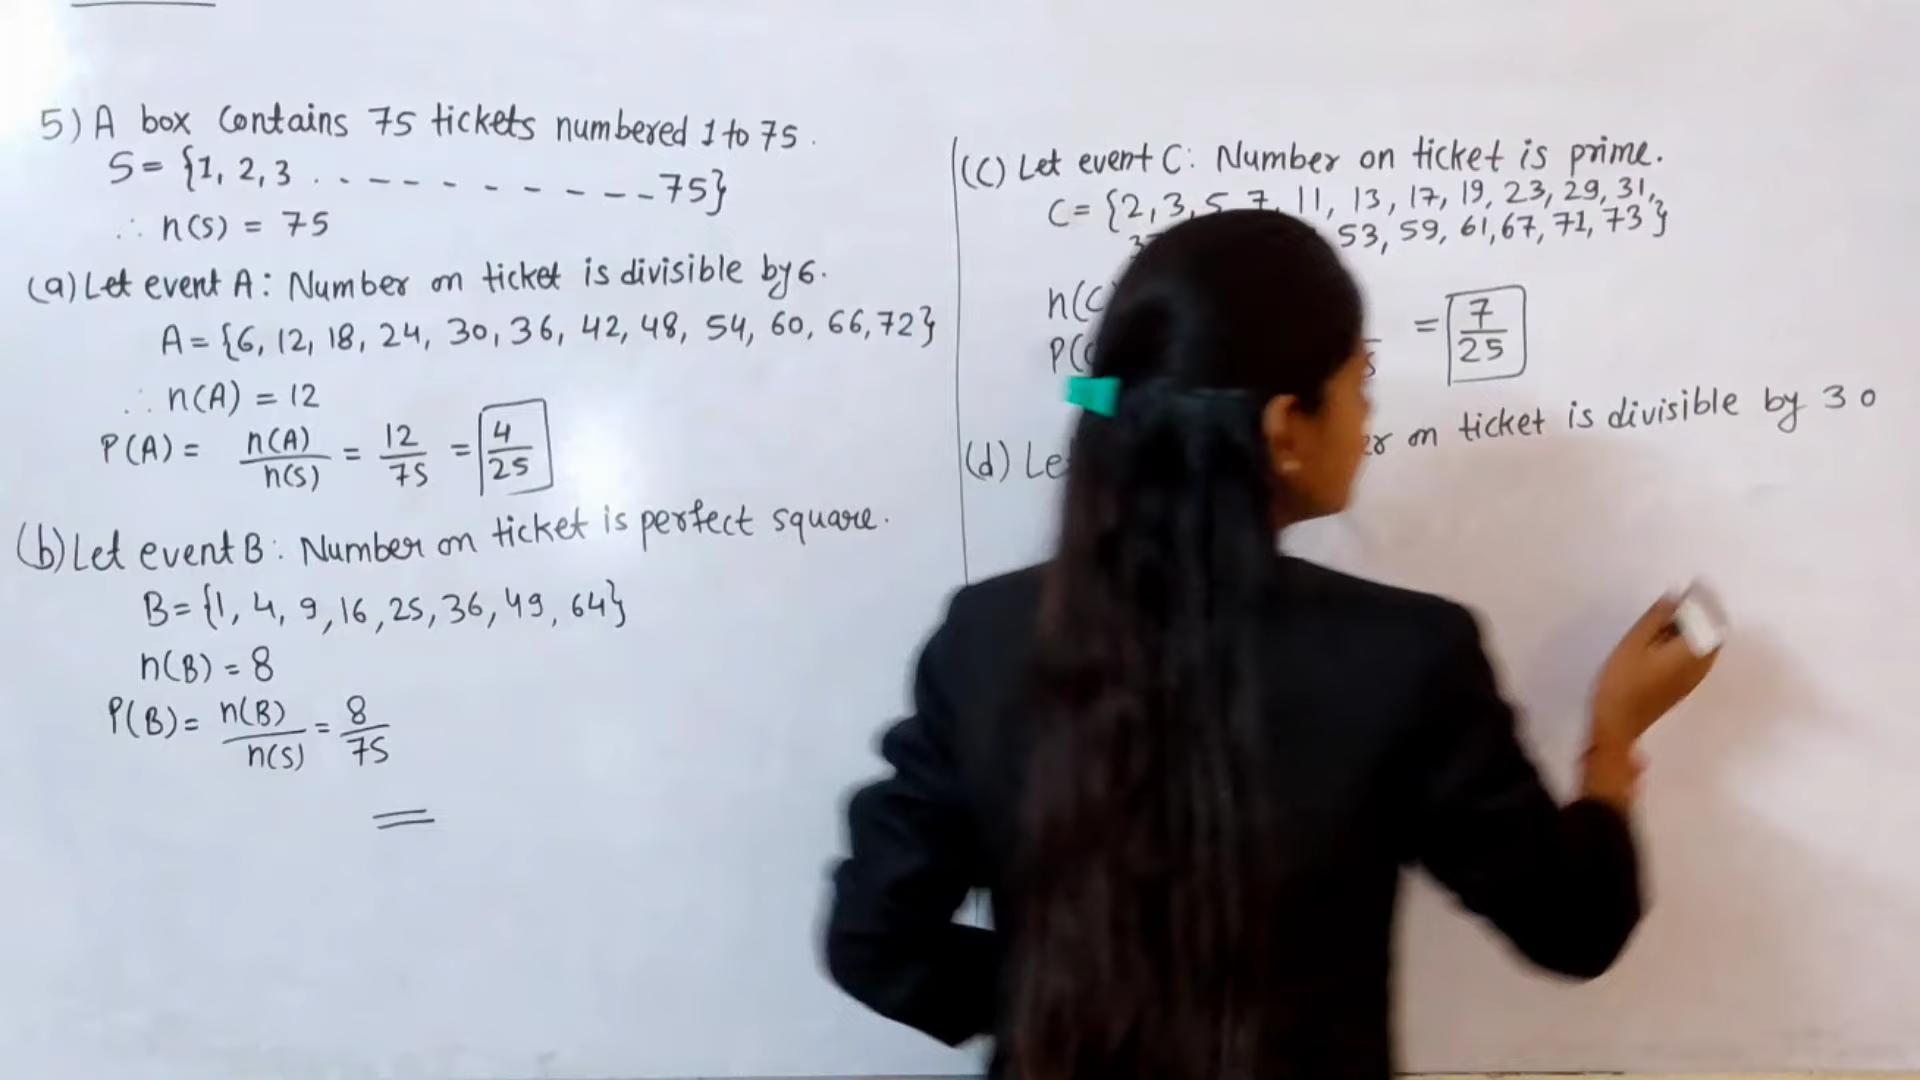 5) A box contains 75 tickets numbered 1 to 75.
S = {1, 2, 3 . . - - - - - - - - - - 75}
∴ n(S) = 75
(a) Let event A: Number on ticket is divisible by 6.
A = {6, 12, 18, 24, 30, 36, 42, 48, 54, 60, 66, 72}
∴ n(A) = 12
P(A) = n(A)/n(S) = 12/75 = 4/25
(b) Let event B: Number on ticket is perfect square.
B = {1, 4, 9, 16, 25, 36, 49, 64}
n(B) = 8
P(B) = n(B)/n(S) = 8/75
(c) Let event C: Number on ticket is prime.
C = {2, 3, 5, 7, 11, 13, 17, 19, 23, 29, 31,
53, 59, 61, 67, 71, 73}
n(C
P(C = 7/25
(d) Le on ticket is divisible by 30